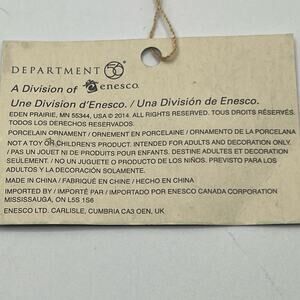 DEPARTMENT 56
A Division of enesco.
Une Division d'Enesco. / Una División de Enesco.
EDEN PRAIRIE, MN 55344, USA © 2014. ALL RIGHTS RESERVED. TOUS DROITS RÉSERVÉS.
TODOS LOS DERECHOS RESERVADOS.
PORCELAIN ORNAMENT / ORNEMENT EN PORCELAINE / ORNAMENTO DE LA PORCELANA
NOT A TOY OR CHILDREN'S PRODUCT. INTENDED FOR ADULTS AND DECORATION ONLY.
/ PAS UN JOUET NI DE PRODUITS POUR ENFANTS. DESTINE ADULTES ET DECORATION
SEULEMENT. / NO UN JUGUETE O PRODUCTO DE LOS NIÑOS. PREVISTO PARA LOS
ADULTOS Y LA DECORACIÓN SOLAMENTE.
MADE IN CHINA / FABRIQUÉ EN CHINE / HECHO EN CHINA
IMPORTED BY / IMPORTÉ PAR / IMPORTADO POR ENESCO CANADA CORPORATION
MISSISSAUGA, ON L5S 1S6
ENESCO LTD. CARLISLE, CUMBRIA CA3 OEN, UK